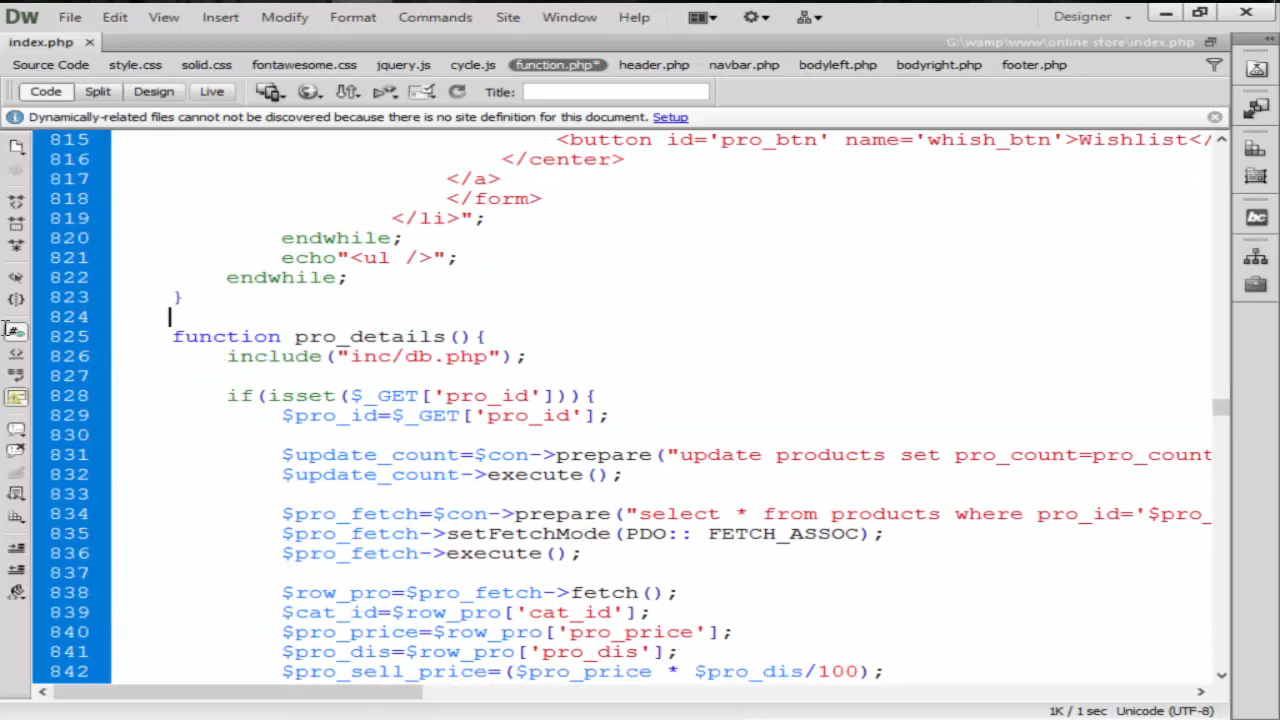 DW File Edit View Insert Modify Format Commands Site Window Help Designer
index.php G:\wamp\www\online store\index.php
Source Code style.css solid.css fontawesome.css jquery.js cycle.js function.php* header.php navbar.php bodyleft.php bodyright.php footer.php
Code Split Design Live Title:
Dynamically-related files cannot not be discovered because there is no site definition for this document. Setup
815 <button id='pro_btn' name='whish_btn'>Wishlist</
816 </center>
817 </a>
818 </form>
819 </li>";
820 endwhile;
821 echo"<ul />";
822 endwhile;
823 }
824
825 function pro_details(){
826 include("inc/db.php");
827
828 if(isset($_GET['pro_id'])){
829 $pro_id=$_GET['pro_id'];
830
831 $update_count=$con->prepare("update products set pro_count=pro_count
832 $update_count->execute();
833
834 $pro_fetch=$con->prepare("select * from products where pro_id='$pro_
835 $pro_fetch->setFetchMode(PDO:: FETCH_ASSOC);
836 $pro_fetch->execute();
837
838 $row_pro=$pro_fetch->fetch();
839 $cat_id=$row_pro['cat_id'];
840 $pro_price=$row_pro['pro_price'];
841 $pro_dis=$row_pro['pro_dis'];
842 $pro_sell_price=($pro_price * $pro_dis/100);
1K / 1 sec Unicode (UTF-8)